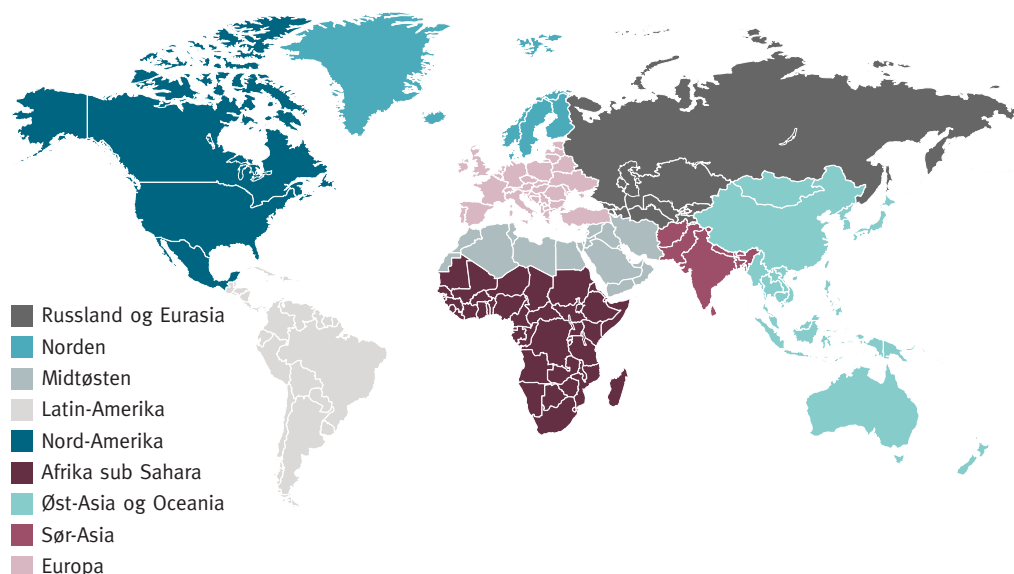 Russland og Eurasia
Norden
Midtøsten
Latin-Amerika
Nord-Amerika
Afrika sub Sahara
Øst-Asia og Oceania
Sør-Asia
Europa